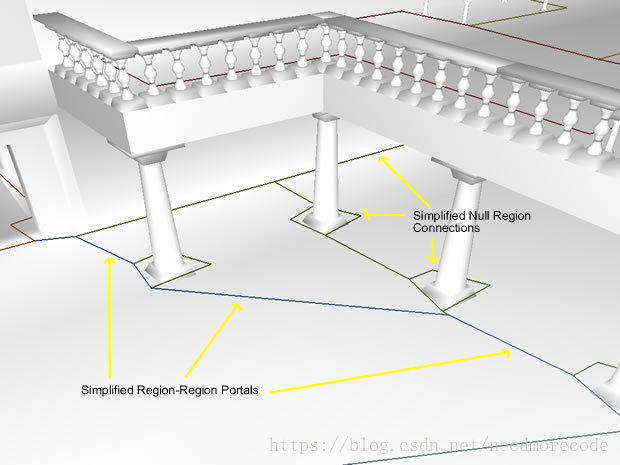 Simplified Null Region
Connections
Simplified Region-Region Portals
https://blog.csdn.net/needmorecode